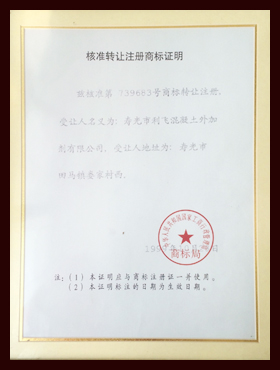 核准转让注册商标证明
兹核准第 739683号商标转让注册,
受让人名义为: 寿光市利飞混凝土外加
剂有限公司, 受让人地址为: 寿光市
田马镇 家村西.
商标局
199
注:(1)本证明应与商标注册证一并使用。
(2)本证明标注的日期为生效日期。